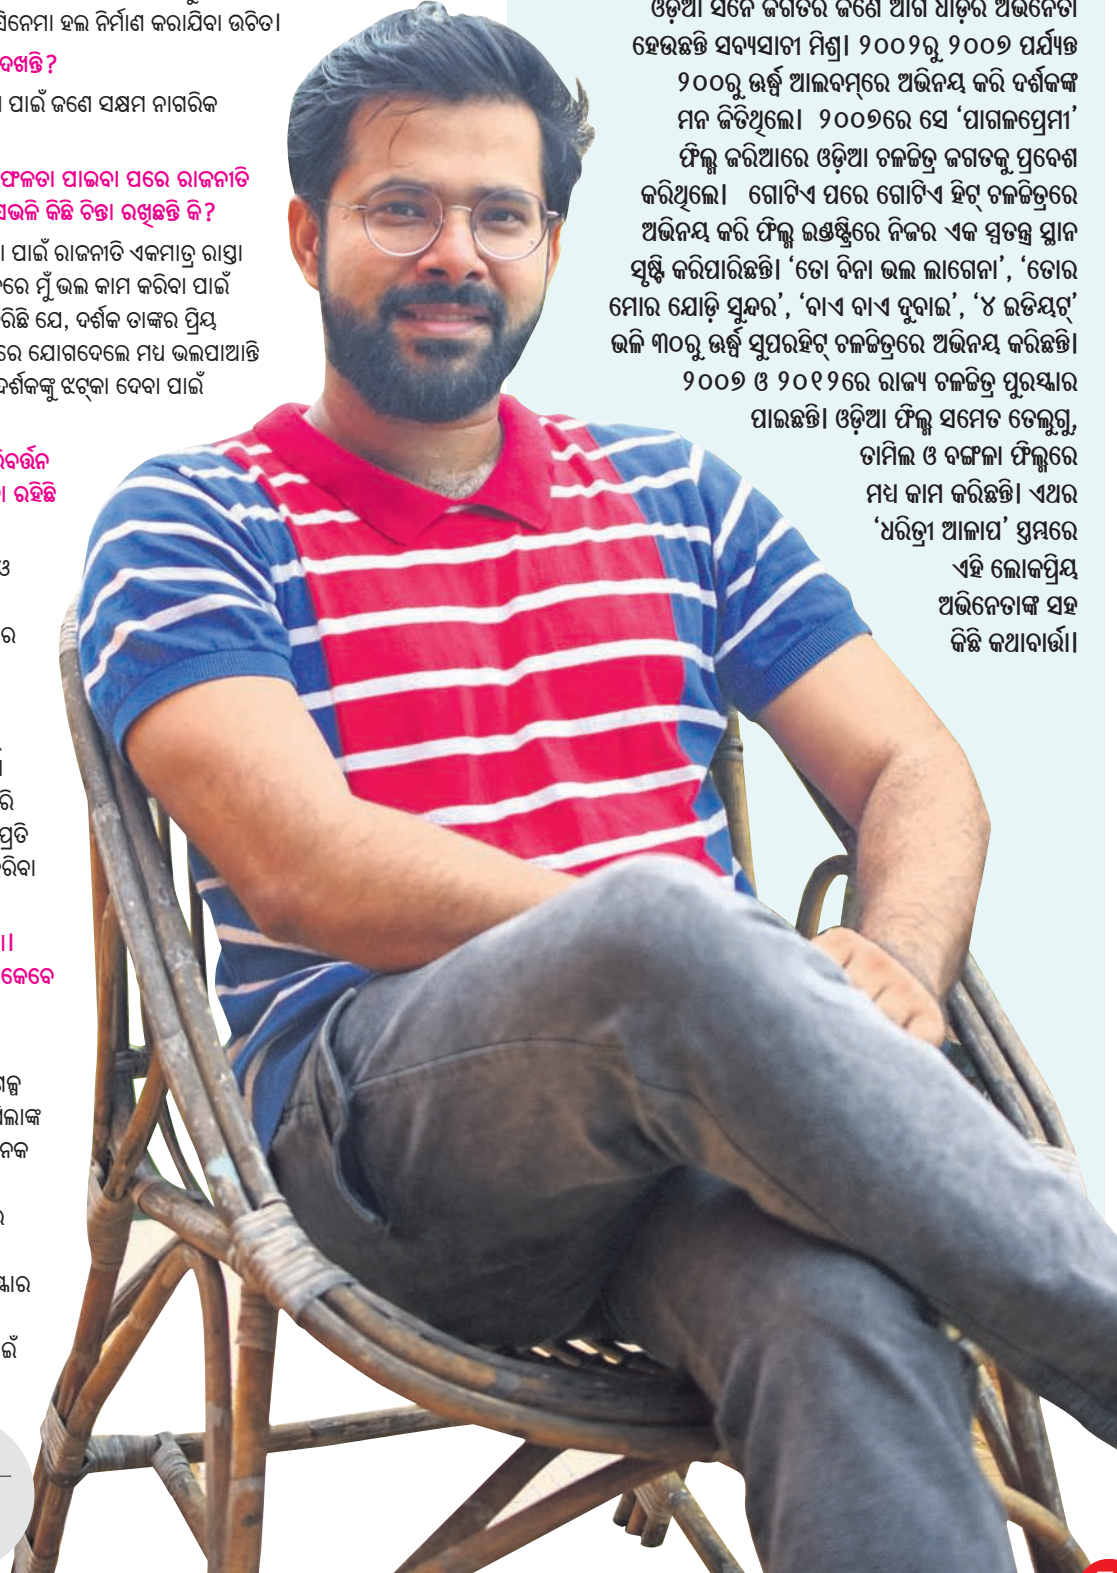 ସିନେମା ହଲ ନିର୍ମାଣ କରାଯିବା ଉଚିତ।
ଦେଖନ୍ତି?
ପାଇଁ ଜଣେ ସକ୍ଷମ ନାଗରିକ
ଫଳତା ପାଇବା ପରେ ରାଜନୀତି
ସଭଳି କିଛି ଚିନ୍ତା ରଖିଛନ୍ତି କି?
ପାଇଁ ରାଜନୀତି ଏକମାତ୍ର ରାସ୍ତା
ରେ ମୁଁ ଭଲ କାମ କରିବା ପାଇଁ
ରିଛି ଯେ, ଦର୍ଶକ ତାଙ୍କର ପ୍ରିୟ
ରେ ଯୋଗଦେଲେ ମଧ୍ୟ ଭଲପାଆନ୍ତି
ଦର୍ଶକଙ୍କୁ ଝଟ୍‌କା ଦେବା ପାଇଁ
ରିବର୍ତ୍ତନ
ରହିଛି
ଓ
ର
ରି
ପ୍ରତି
ରିବା
କେବେ
ଗଳ୍ପ
ପିଲାଙ୍କ
ନେକ
ସ୍କାର
ଇଁ
ଓଡ଼ିଆ ସିନେ ଜଗତର ଜଣେ ଆଗ ଧାଡ଼ିର ଅଭିନେତା
ହେଉଛନ୍ତି ସବ୍ୟସାଚୀ ମିଶ୍ର। ୨୦୦୨ରୁ ୨୦୦୭ ପର୍ଯ୍ୟନ୍ତ
୨୦୦ରୁ ଊର୍ଦ୍ଧ୍ୱ ଆଲବମ୍‌ରେ ଅଭିନୟ କରି ଦର୍ଶକଙ୍କ
ମନ ଜିତିଥିଲେ। ୨୦୦୭ରେ ସେ ‘ପାଗଳପ୍ରେମୀ’
ଫିଲ୍ମ ଜରିଆରେ ଓଡ଼ିଆ ଚଳଚ୍ଚିତ୍ର ଜଗତକୁ ପ୍ରବେଶ
କରିଥିଲେ। ଗୋଟିଏ ପରେ ଗୋଟିଏ ହିଟ୍ ଚଳଚ୍ଚିତ୍ରରେ
ଅଭିନୟ କରି ଫିଲ୍ମ ଇଣ୍ଡଷ୍ଟ୍ରିରେ ନିଜର ଏକ ସ୍ୱତନ୍ତ୍ର ସ୍ଥାନ
ସୃଷ୍ଟି କରିପାରିଛନ୍ତି। ‘ତୋ ବିନା ଭଲ ଲାଗେନା’, ‘ତୋର
ମୋର ଯୋଡ଼ି ସୁନ୍ଦର’, ‘ବାଏ ବାଏ ଦୁବାଇ’, ‘୪ ଇଡିୟଟ୍’
ଭଳି ୩୦ରୁ ଊର୍ଦ୍ଧ୍ୱ ସୁପରହିଟ୍ ଚଳଚ୍ଚିତ୍ରରେ ଅଭିନୟ କରିଛନ୍ତି।
୨୦୦୭ ଓ ୨୦୧୨ରେ ରାଜ୍ୟ ଚଳଚ୍ଚିତ୍ର ପୁରସ୍କାର
ପାଇଛନ୍ତି। ଓଡ଼ିଆ ଫିଲ୍ମ ସମେତ ତେଲୁଗୁ,
ତାମିଲ ଓ ବଙ୍ଗଳା ଫିଲ୍ମରେ
ମଧ୍ୟ କାମ କରିଛନ୍ତି। ଏଥର
‘ଧରିତ୍ରୀ ଆଳାପ’ ସ୍ତମ୍ଭରେ
ଏହି ଲୋକପ୍ରିୟ
ଅଭିନେତାଙ୍କ ସହ
କିଛି କଥାବାର୍ତ୍ତା।